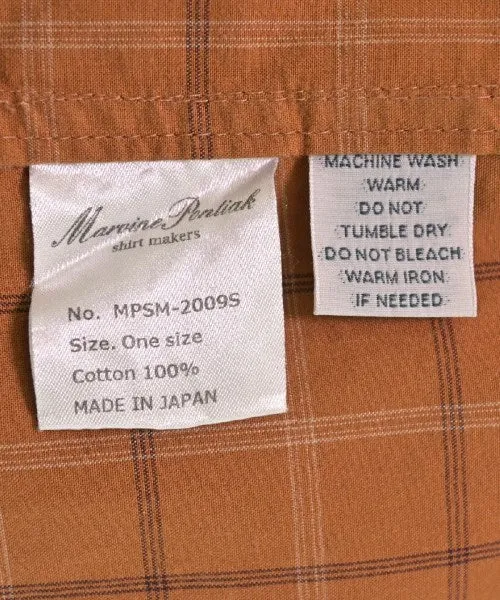 Marvine Pontiak
shirt makers
No. MPSM-2009S
Size. One size
Cotton 100%
MADE IN JAPAN
MACHINE WASH
WARM
DO NOT
TUMBLE DRY
DO NOT BLEACH
WARM IRON
IF NEEDED